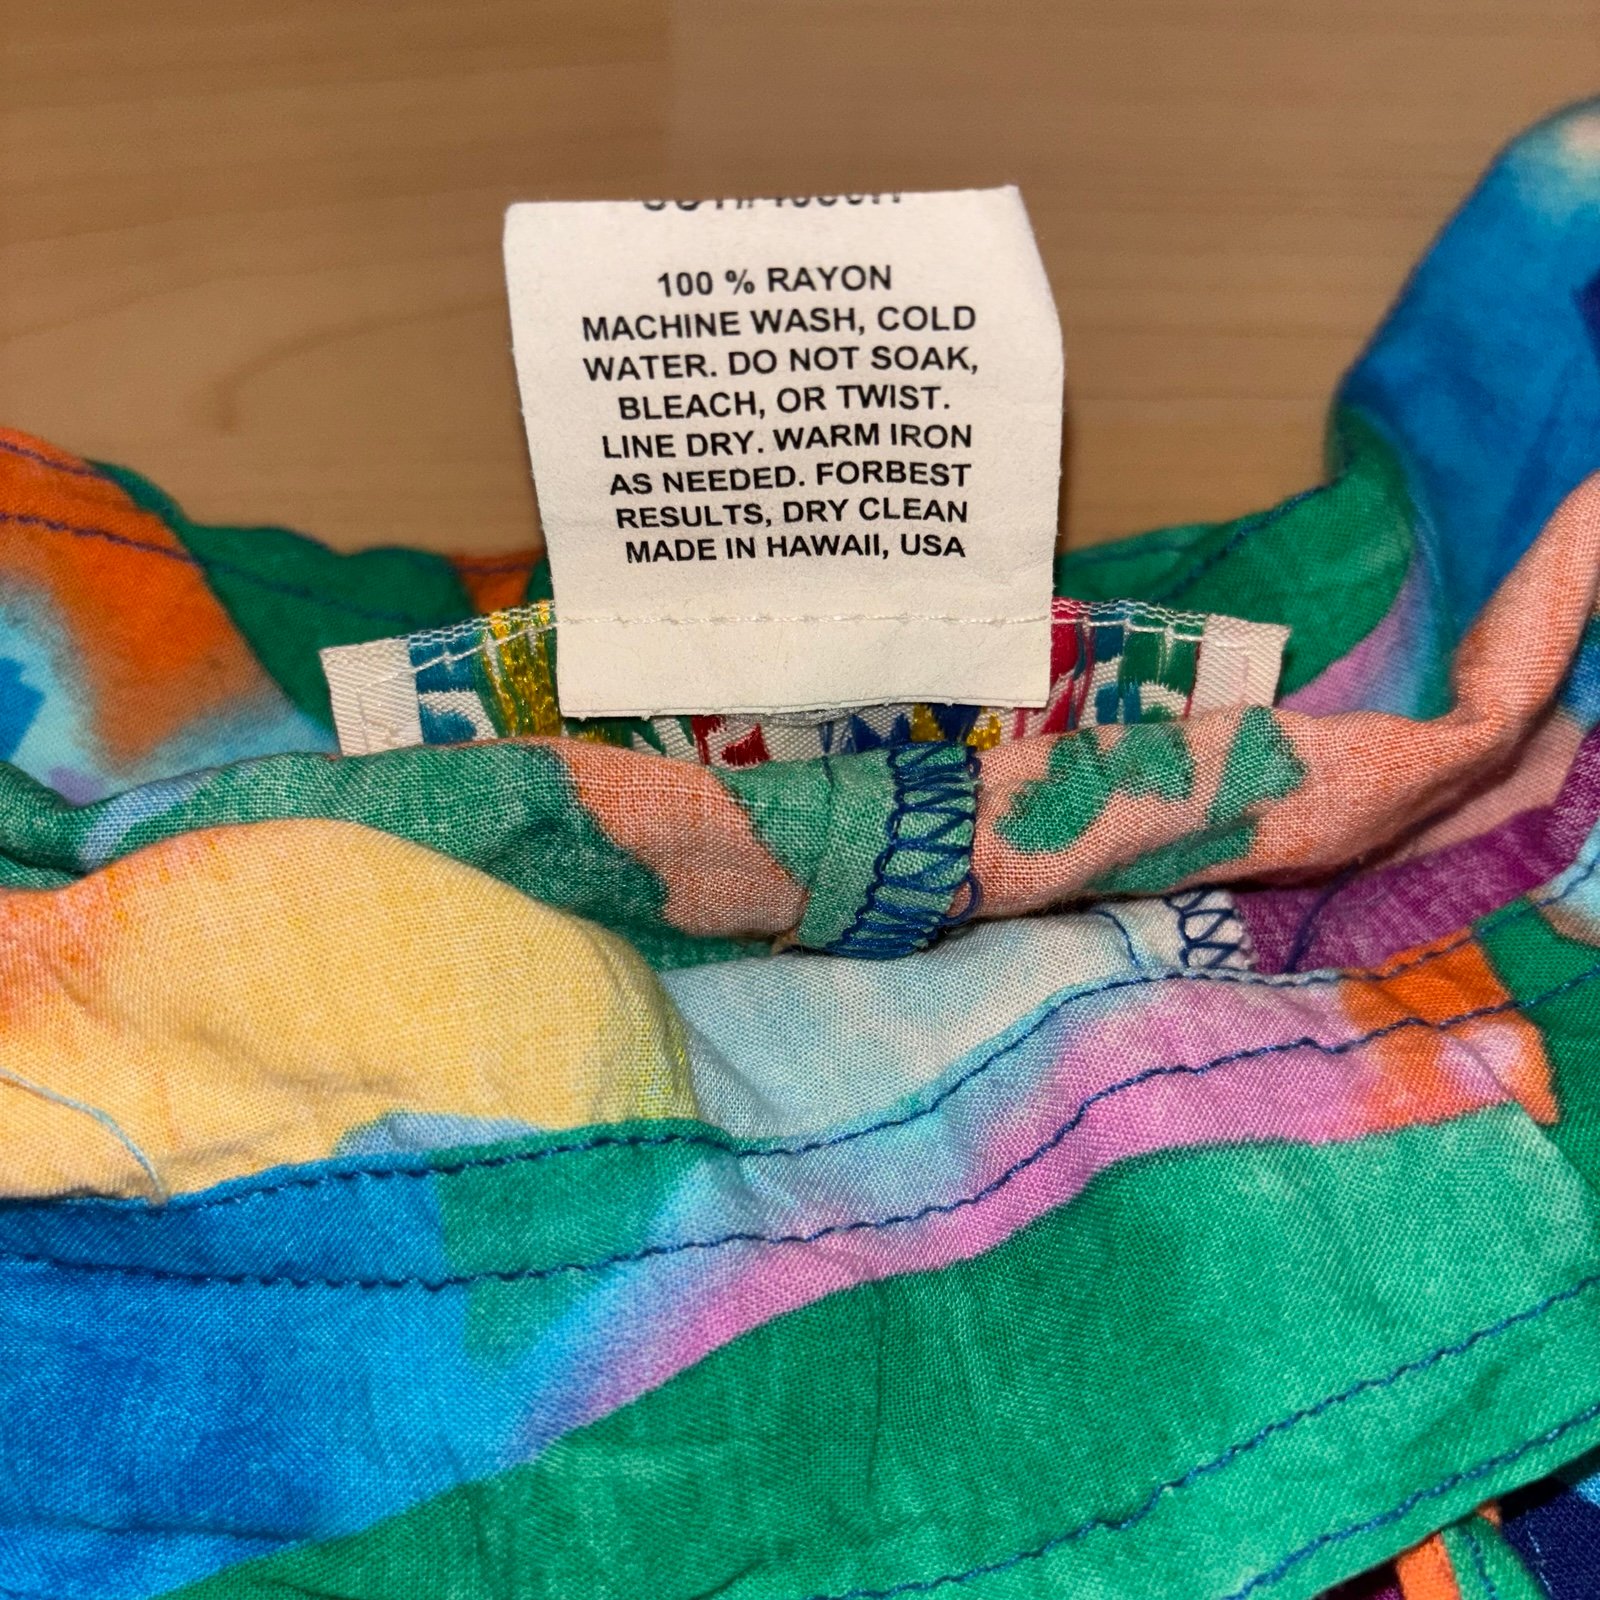 100 % RAYON
MACHINE WASH, COLD
WATER. DO NOT SOAK,
BLEACH, OR TWIST.
LINE DRY. WARM IRON
AS NEEDED. FORBEST
RESULTS, DRY CLEAN
MADE IN HAWAII, USA